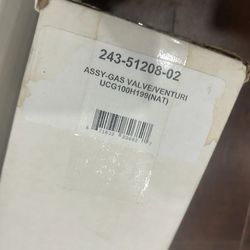 243-51208-02
ASSY-GAS VALVE/VENTURI
UCG100H199(NAT)